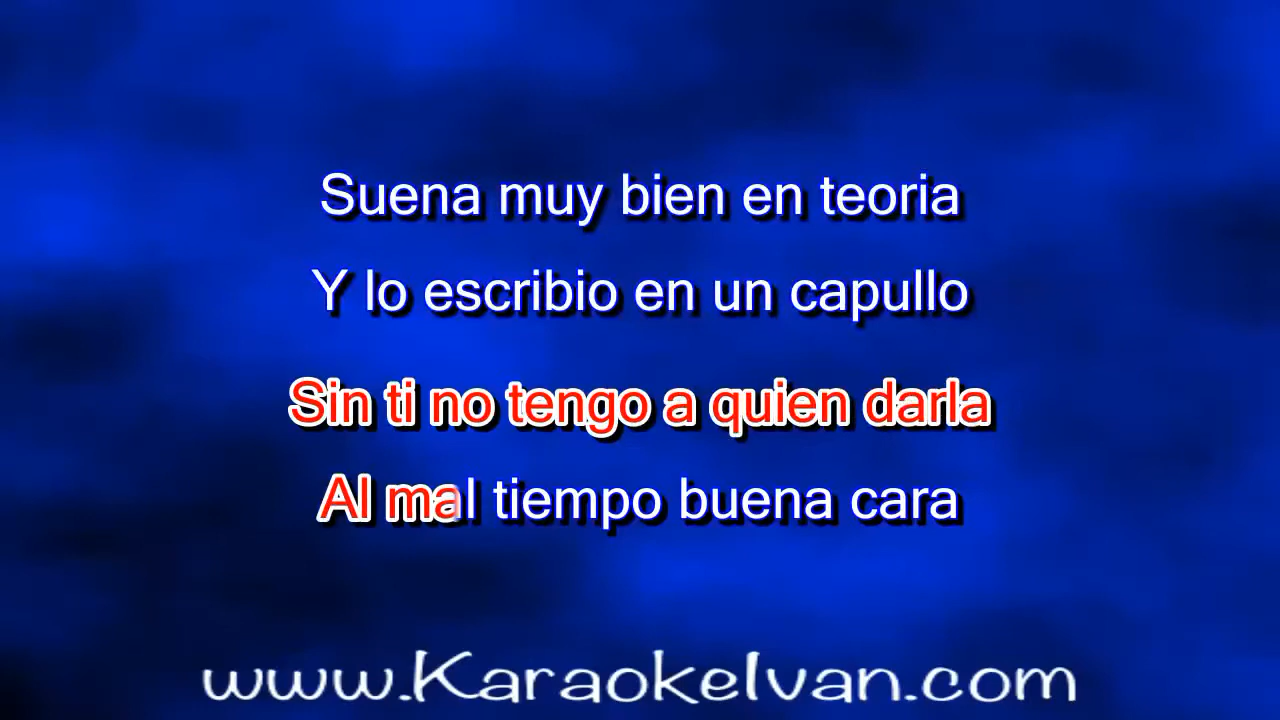 Suena muy bien en teoria
Y lo escribio en un capullo
Sin ti no tengo a quien darla
Al mal tiempo buena cara
www.KaraokeIvan.com